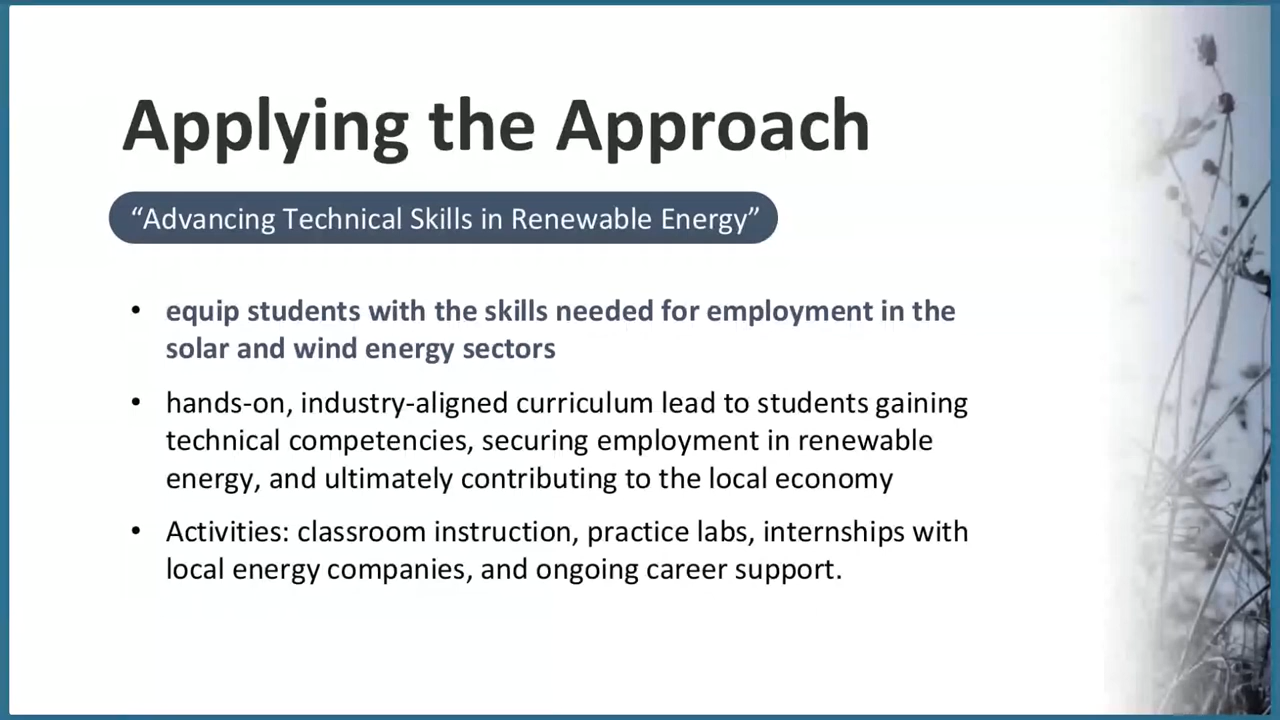 Applying the Approach
“Advancing Technical Skills in Renewable Energy”
• equip students with the skills needed for employment in the
solar and wind energy sectors
• hands-on, industry-aligned curriculum lead to students gaining
technical competencies, securing employment in renewable
energy, and ultimately contributing to the local economy
• Activities: classroom instruction, practice labs, internships with
local energy companies, and ongoing career support.